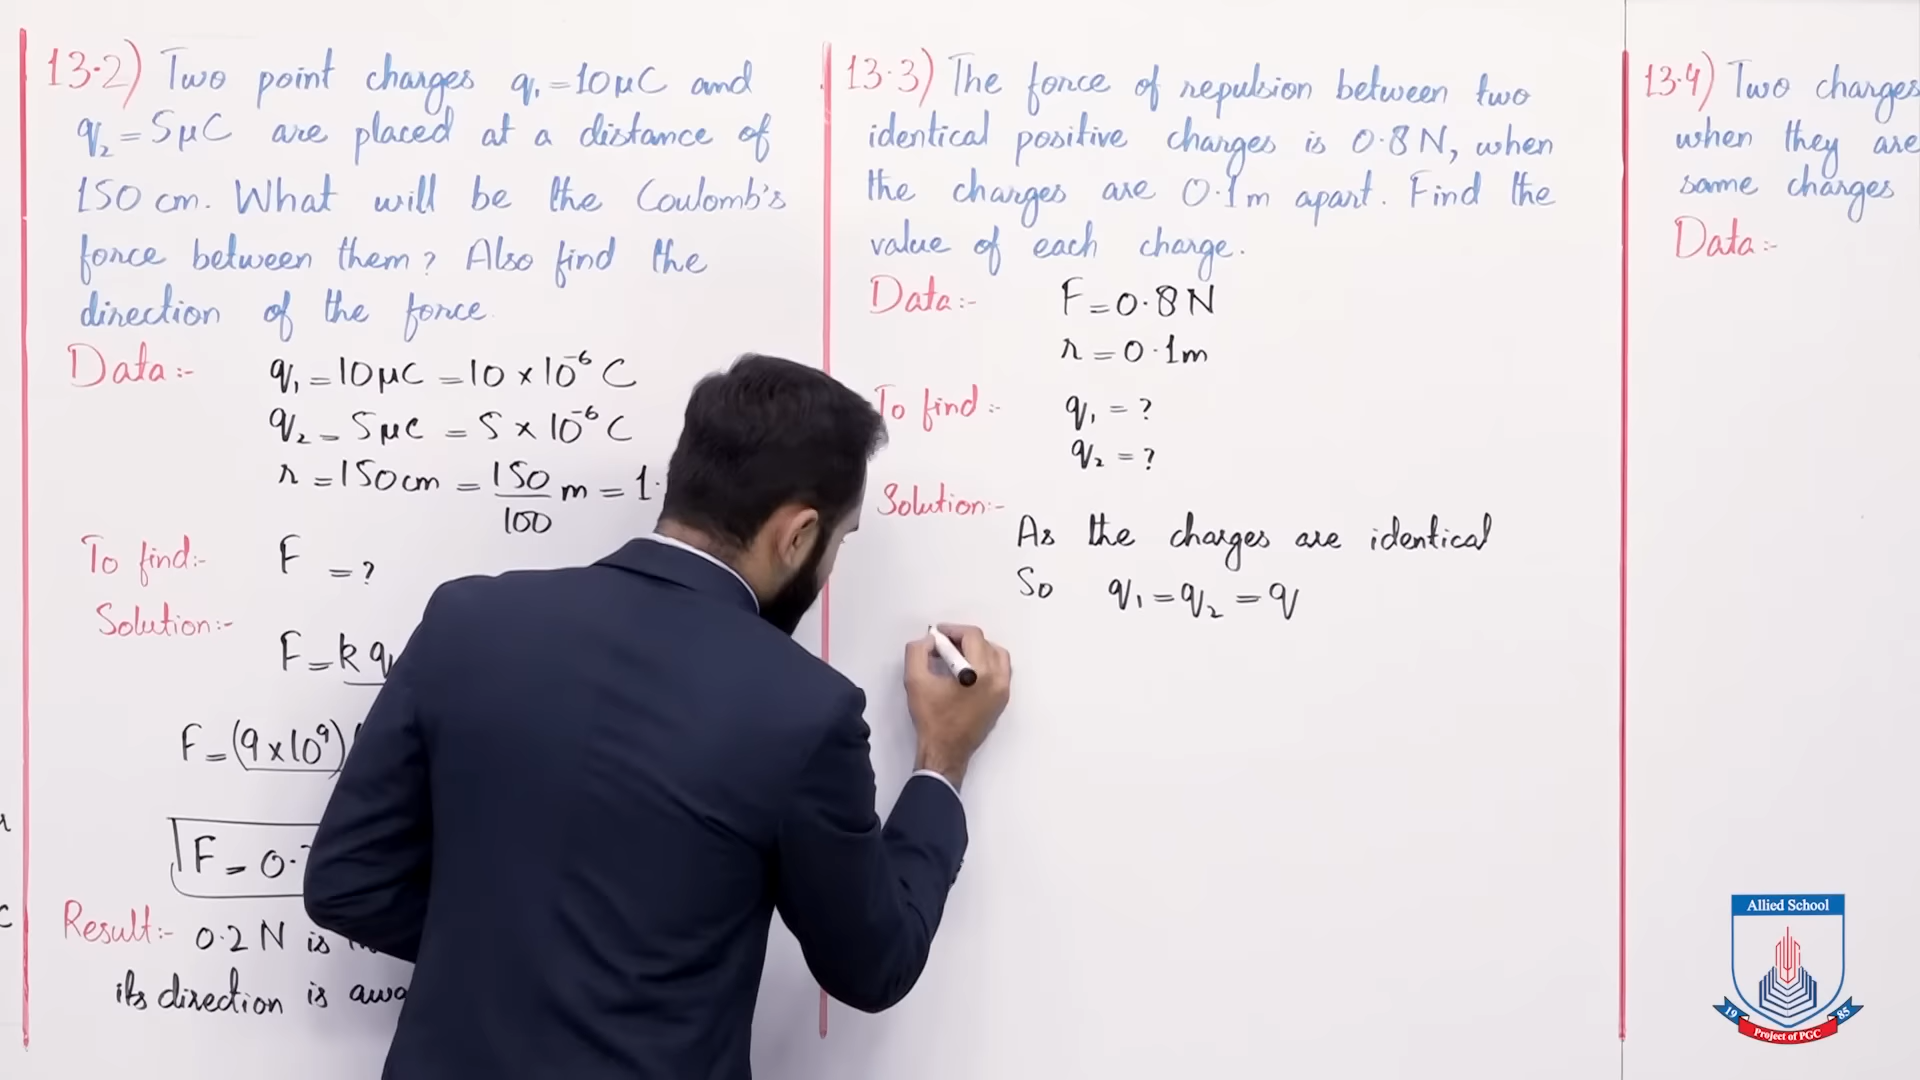 13.2) Two point charges q₁=10μC and
q₂=5μC are placed at a distance of
150 cm. What will be the Coulomb's
force between them? Also find the
direction of the force.
Data:-
q₁=10μC =10×10⁻⁶ C
q₂=5μC = 5×10⁻⁶ C
r=150cm = 150/100 m = 1.
To find:-
F = ?
Solution:-
F=k q
F=(9×10⁹)
F=0.
Result:- 0.2 N is
its direction is
13.3) The force of repulsion between two
identical positive charges is 0.8N, when
the charges are 0.1m apart. Find the
value of each charge.
Data:-
F=0.8N
r=0.1m
To find:-
q₁ = ?
q₂ = ?
Solution:-
As the charges are identical
So q₁=q₂=q
13.4) Two charges
when they are
same charges
Data:-
Allied School
19 85
Project of PGC